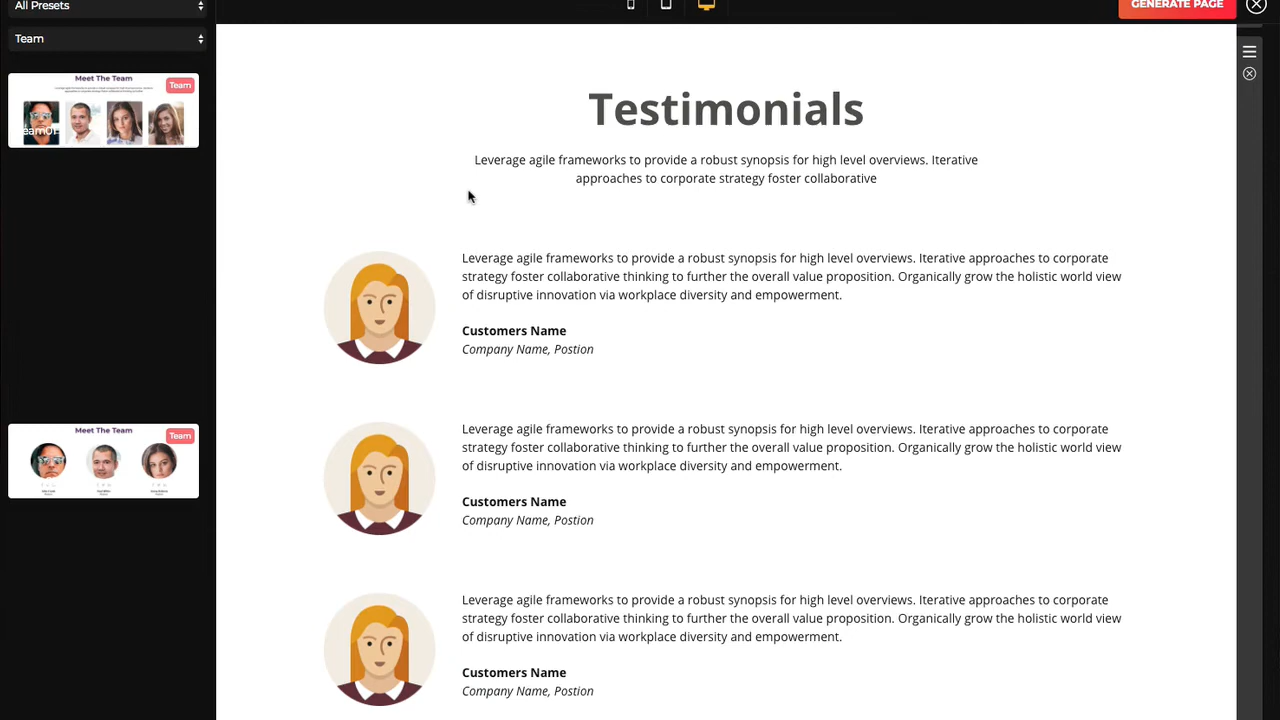 All Presets
GENERATE PAGE
Team
Meet The Team
Team
Meet The Team
Team
Testimonials
Leverage agile frameworks to provide a robust synopsis for high level overviews. Iterative
approaches to corporate strategy foster collaborative
Leverage agile frameworks to provide a robust synopsis for high level overviews. Iterative approaches to corporate
strategy foster collaborative thinking to further the overall value proposition. Organically grow the holistic world view
of disruptive innovation via workplace diversity and empowerment.
Customers Name
Company Name, Postion
Leverage agile frameworks to provide a robust synopsis for high level overviews. Iterative approaches to corporate
strategy foster collaborative thinking to further the overall value proposition. Organically grow the holistic world view
of disruptive innovation via workplace diversity and empowerment.
Customers Name
Company Name, Postion
Leverage agile frameworks to provide a robust synopsis for high level overviews. Iterative approaches to corporate
strategy foster collaborative thinking to further the overall value proposition. Organically grow the holistic world view
of disruptive innovation via workplace diversity and empowerment.
Customers Name
Company Name, Postion